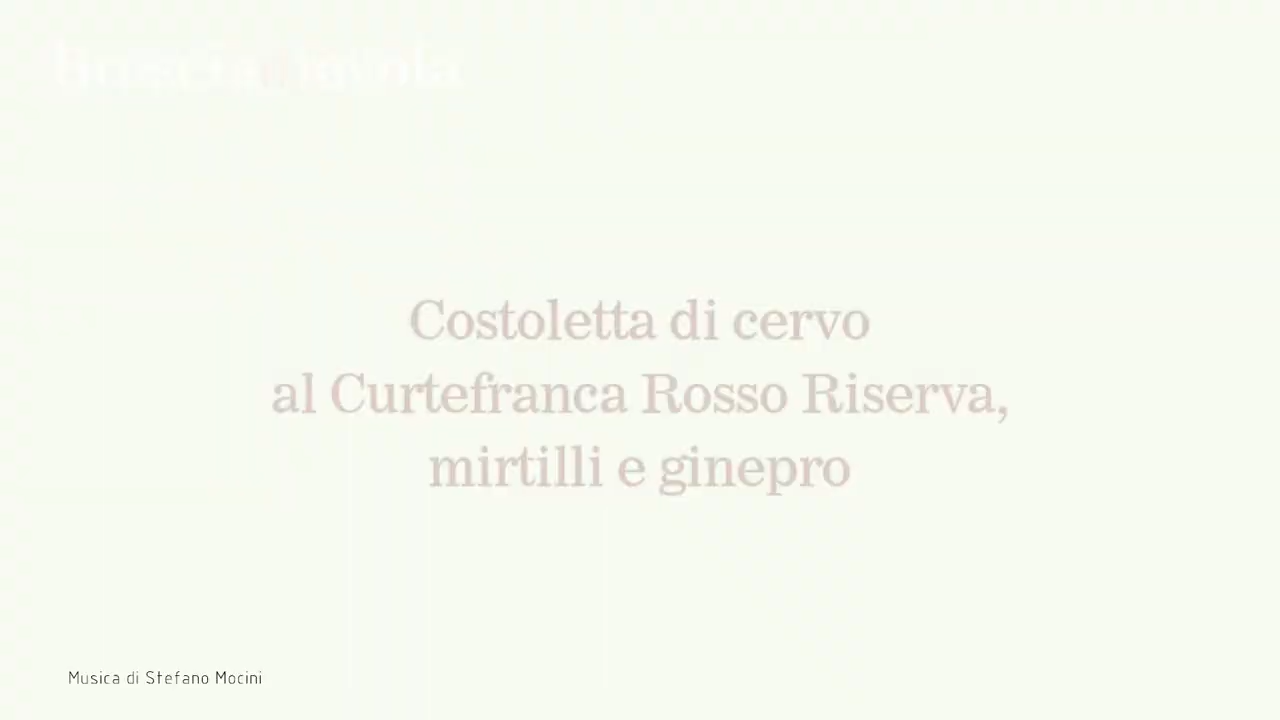 Costoletta di cervo
al Curtefranca Rosso Riserva,
mirtilli e ginepro
Musica di Stefano Mocini